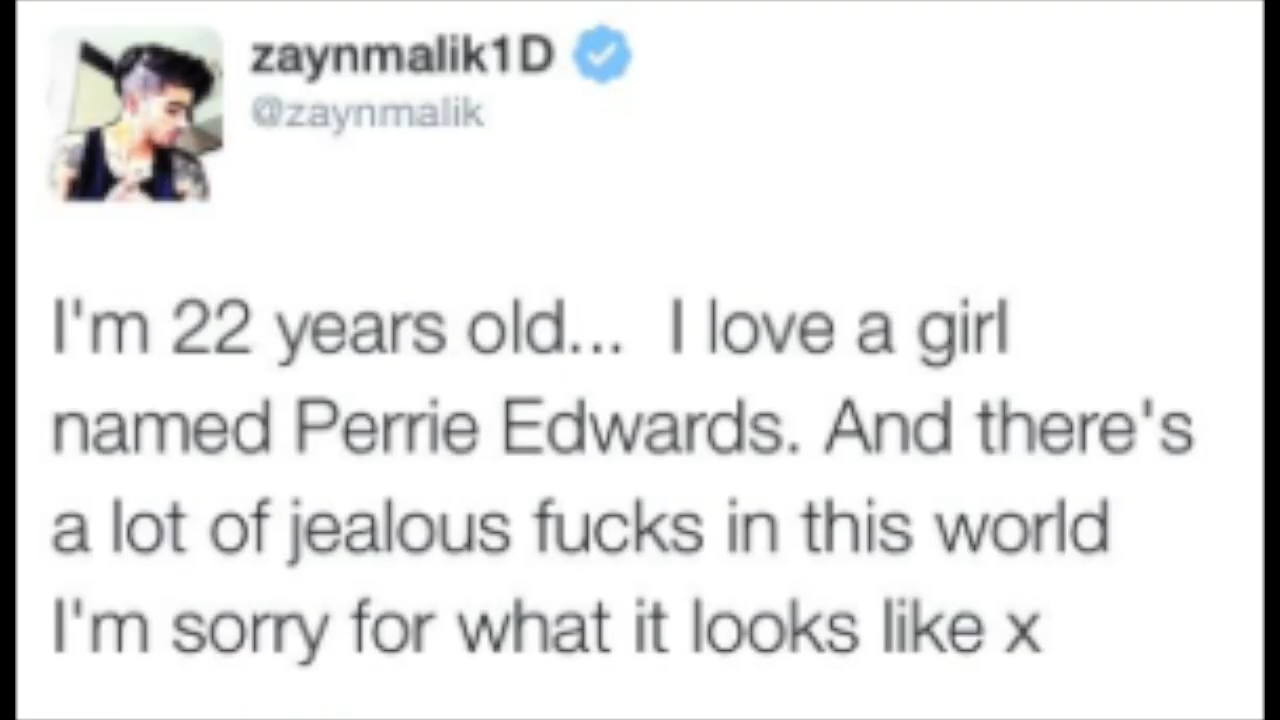 zaynmalik1D
@zaynmalik
I'm 22 years old... I love a girl
named Perrie Edwards. And there's
a lot of jealous fucks in this world
I'm sorry for what it looks like x